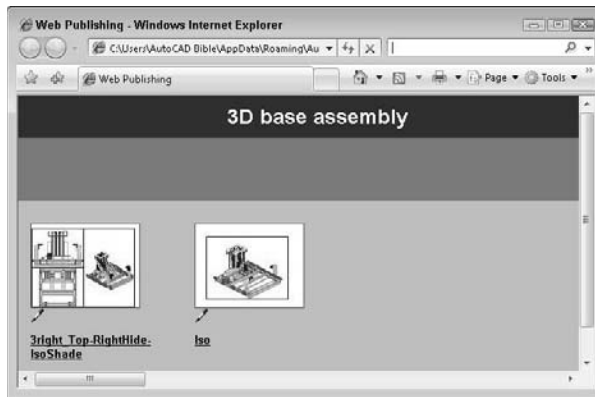 Web Publishing - Windows Internet Explorer
C:\Users\AutoCAD Bible\AppData\Roaming\Au
Web Publishing
Page
Tools
3D base assembly
3right_Top-RightHide-
IsoShade
Iso